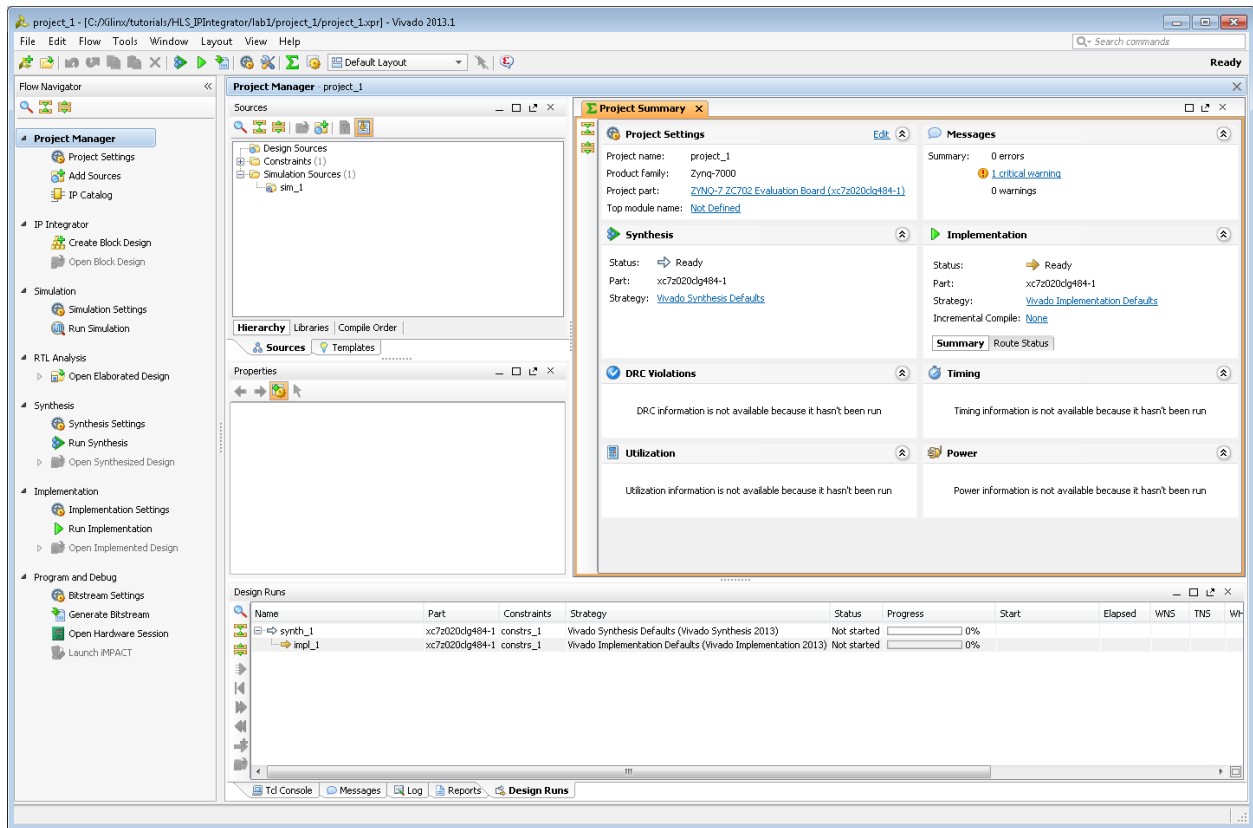 project_1 - [C:/Xilinx/tutorials/HLS_IPIntegrator/lab1/project_1/project_1.xpr] - Vivado 2013.1
File Edit Flow Tools Window Layout View Help
Search commands
Default Layout
Ready
Flow Navigator
Project Manager
Project Settings
Add Sources
IP Catalog
IP Integrator
Create Block Design
Open Block Design
Simulation
Simulation Settings
Run Simulation
RTL Analysis
Open Elaborated Design
Synthesis
Synthesis Settings
Run Synthesis
Open Synthesized Design
Implementation
Implementation Settings
Run Implementation
Open Implemented Design
Program and Debug
Bitstream Settings
Generate Bitstream
Open Hardware Session
Launch iMPACT
Project Manager - project_1
Sources
Design Sources
Constraints (1)
Simulation Sources (1)
sim_1
Hierarchy Libraries Compile Order
Sources Templates
Properties
Project Summary
Project Settings Edit
Project name: project_1
Product family: Zynq-7000
Project part: ZYNQ-7 ZC702 Evaluation Board (xc7z020clg484-1)
Top module name: Not Defined
Messages
Summary: 0 errors
1 critical warning
0 warnings
Synthesis
Status: Ready
Part: xc7z020clg484-1
Strategy: Vivado Synthesis Defaults
Implementation
Status: Ready
Part: xc7z020clg484-1
Strategy: Vivado Implementation Defaults
Incremental Compile: None
Summary Route Status
DRC Violations
DRC information is not available because it hasn't been run
Timing
Timing information is not available because it hasn't been run
Utilization
Utilization information is not available because it hasn't been run
Power
Power information is not available because it hasn't been run
Design Runs
Name Part Constraints Strategy Status Progress Start Elapsed WNS TNS WH
synth_1 xc7z020clg484-1 constrs_1 Vivado Synthesis Defaults (Vivado Synthesis 2013) Not started 0%
impl_1 xc7z020clg484-1 constrs_1 Vivado Implementation Defaults (Vivado Implementation 2013) Not started 0%
Tcl Console Messages Log Reports Design Runs